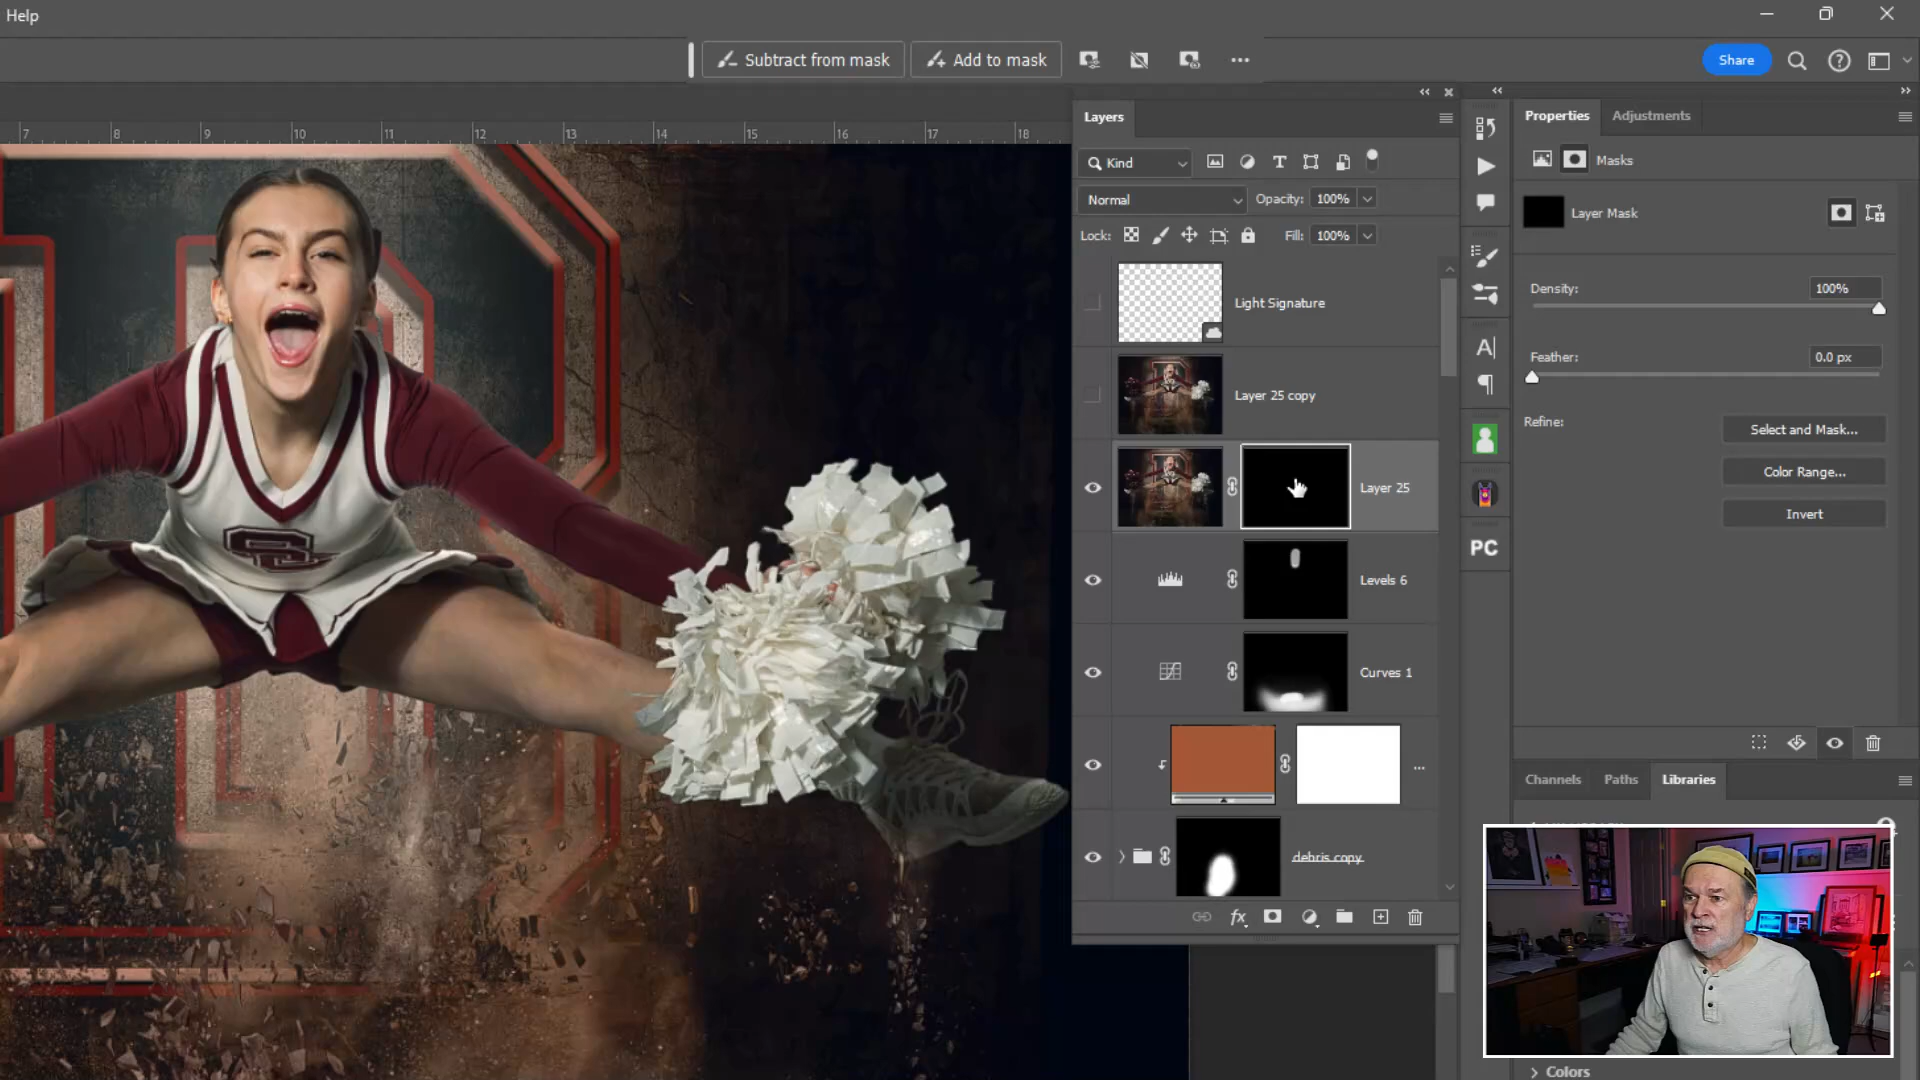 Help
Subtract from mask
Add to mask
Share
7 8 9 10 11 12 13 14 15 16 17 18
Layers
Kind
Normal
Opacity: 100%
Lock:
Fill: 100%
Light Signature
Layer 25 copy
Layer 25
Levels 6
Curves 1
...
debris copy
fx
PC
Properties
Adjustments
Masks
Layer Mask
Density: 100%
Feather: 0.0 px
Refine:
Select and Mask...
Color Range...
Invert
Channels
Paths
Libraries
Colors